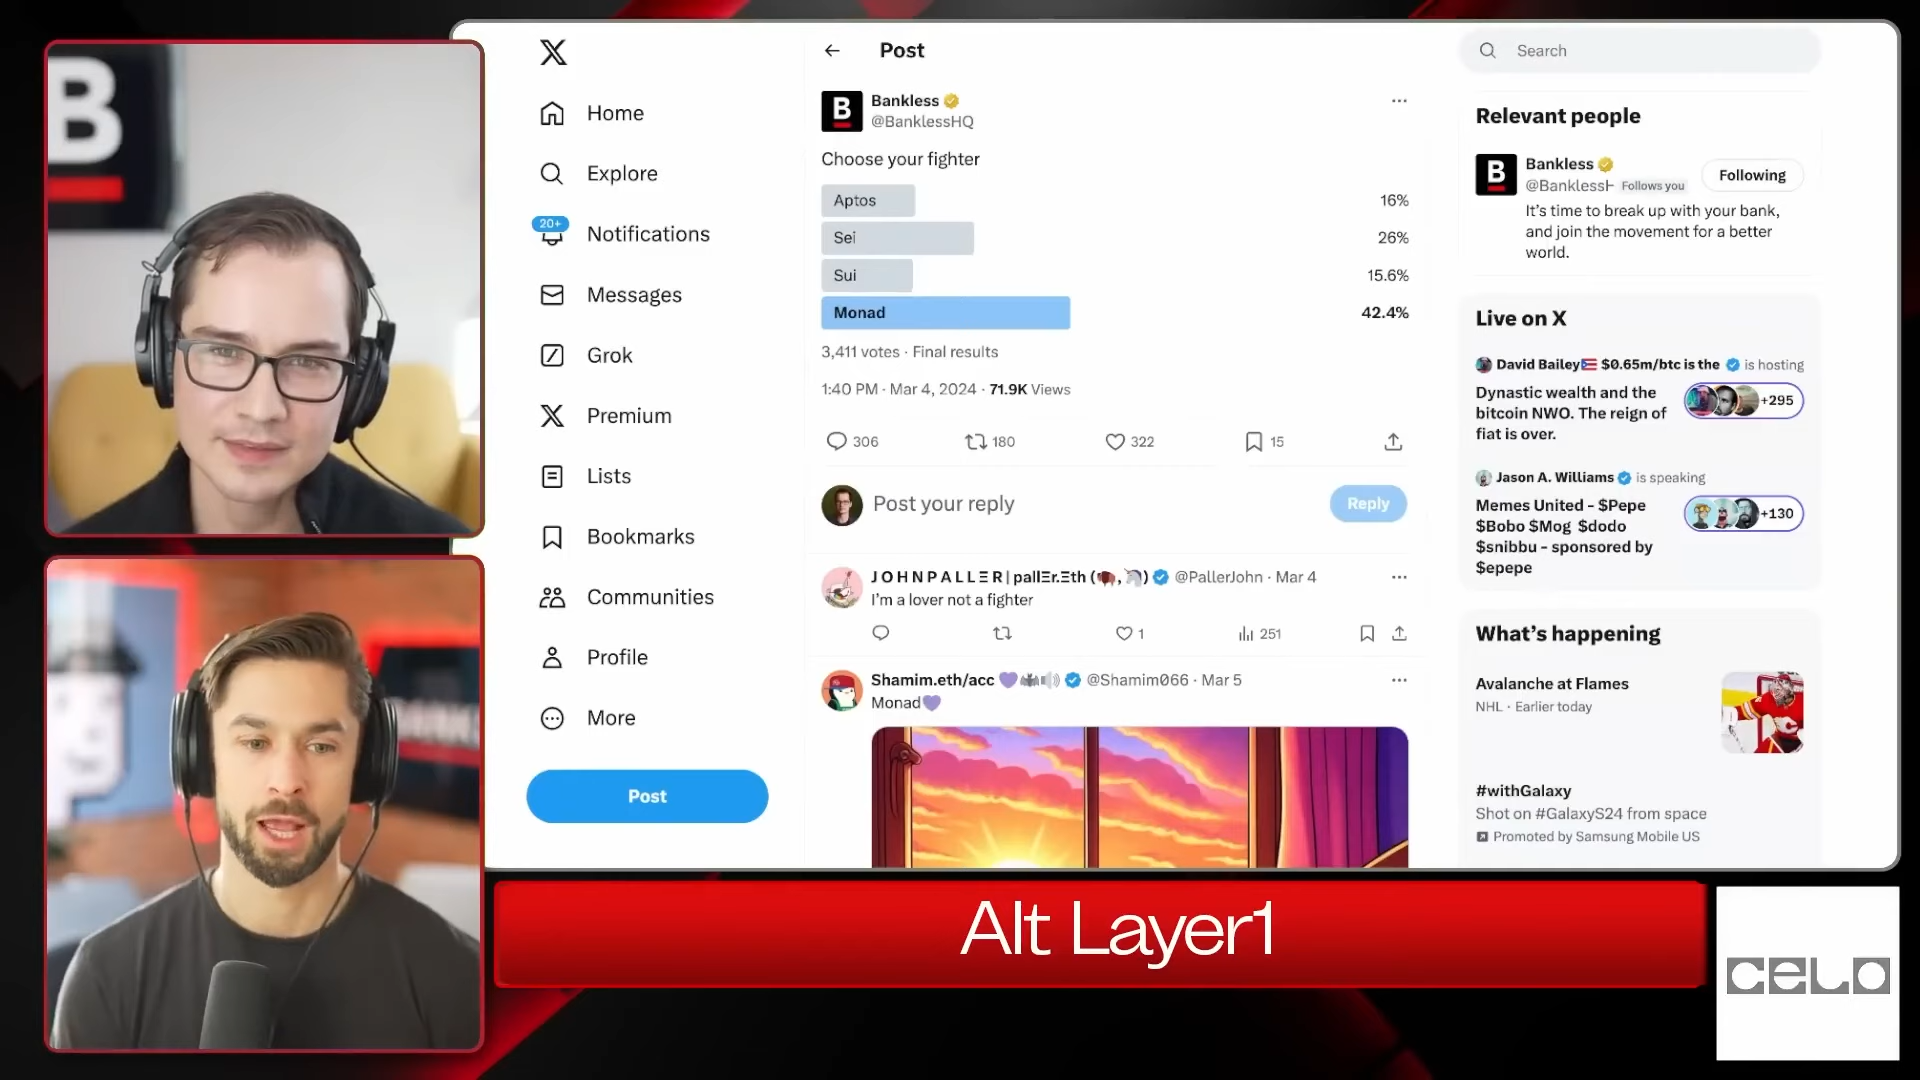 B
Home
Explore
20+
Notifications
Messages
Grok
Premium
Lists
Bookmarks
Communities
Profile
More
Post
Post
B
Bankless
@BanklessHQ
Choose your fighter
Aptos 16%
Sei 26%
Sui 15.6%
Monad 42.4%
3,411 votes · Final results
1:40 PM · Mar 4, 2024 · 71.9K Views
306 180 322 15
Post your reply
Reply
J O H N P A L L Ξ R | pallΞr.Ξth (🦬, 🦄) @PallerJohn · Mar 4
I'm a lover not a fighter
1 251
Shamim.eth/acc 💜🦇🔊 @Shamim066 · Mar 5
Monad💜
Search
Relevant people
B
Bankless
Following
@BanklessH Follows you
It's time to break up with your bank,
and join the movement for a better
world.
Live on X
David Bailey🇵🇷 $0.65m/btc is the is hosting
Dynastic wealth and the
bitcoin NWO. The reign of
fiat is over.
+295
Jason A. Williams is speaking
Memes United - $Pepe
$Bobo $Mog $dodo
$snibbu - sponsored by
$epepe
+130
What's happening
Avalanche at Flames
NHL · Earlier today
#withGalaxy
Shot on #GalaxyS24 from space
Promoted by Samsung Mobile US
Alt Layer1
CELO